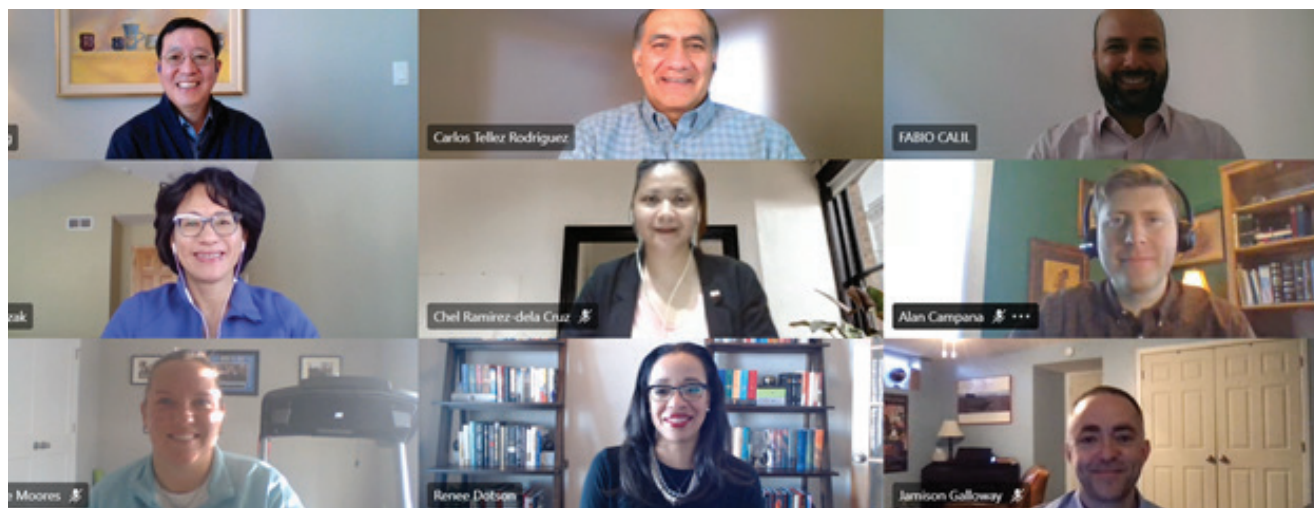 g
Carlos Tellez Rodriguez
FABIO CALIL
zak
Chel Ramirez-dela Cruz
Alan Campana
e Moores
Renee Dotson
Jamison Galloway